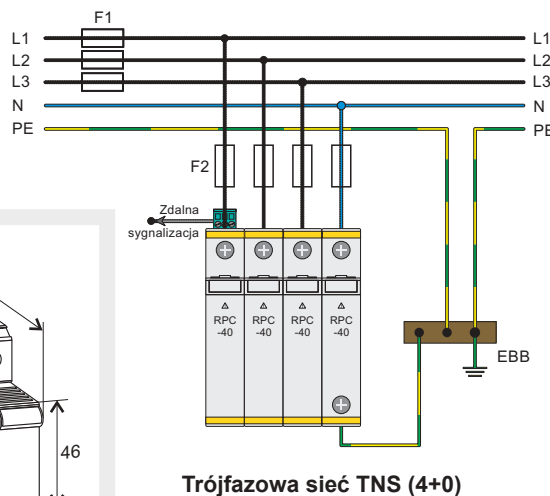 F1
L1 L1
L2 L2
L3 L3
N N
PE PE
F2
Zdalna
sygnalizacja
RPC RPC RPC RPC
-40 -40 -40 -40
EBB
46
Trójfazowa sieć TNS (4+0)